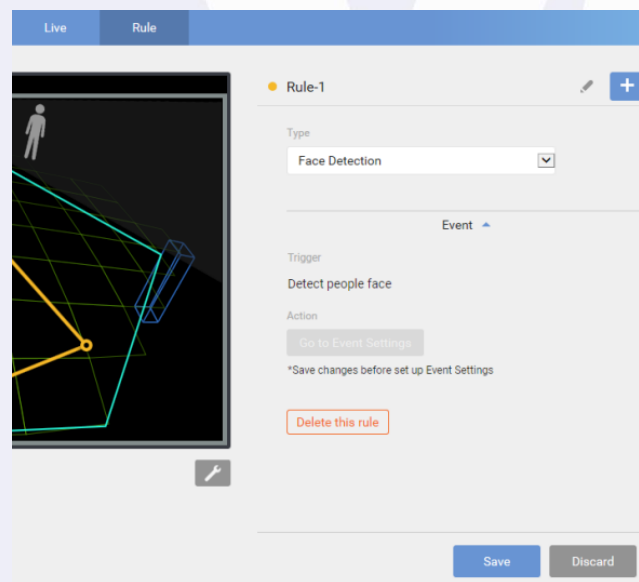 Live Rule
Rule-1
+
Type
Face Detection
Event
Trigger
Detect people face
Action
Go to Event Settings
*Save changes before set up Event Settings
Delete this rule
Save Discard